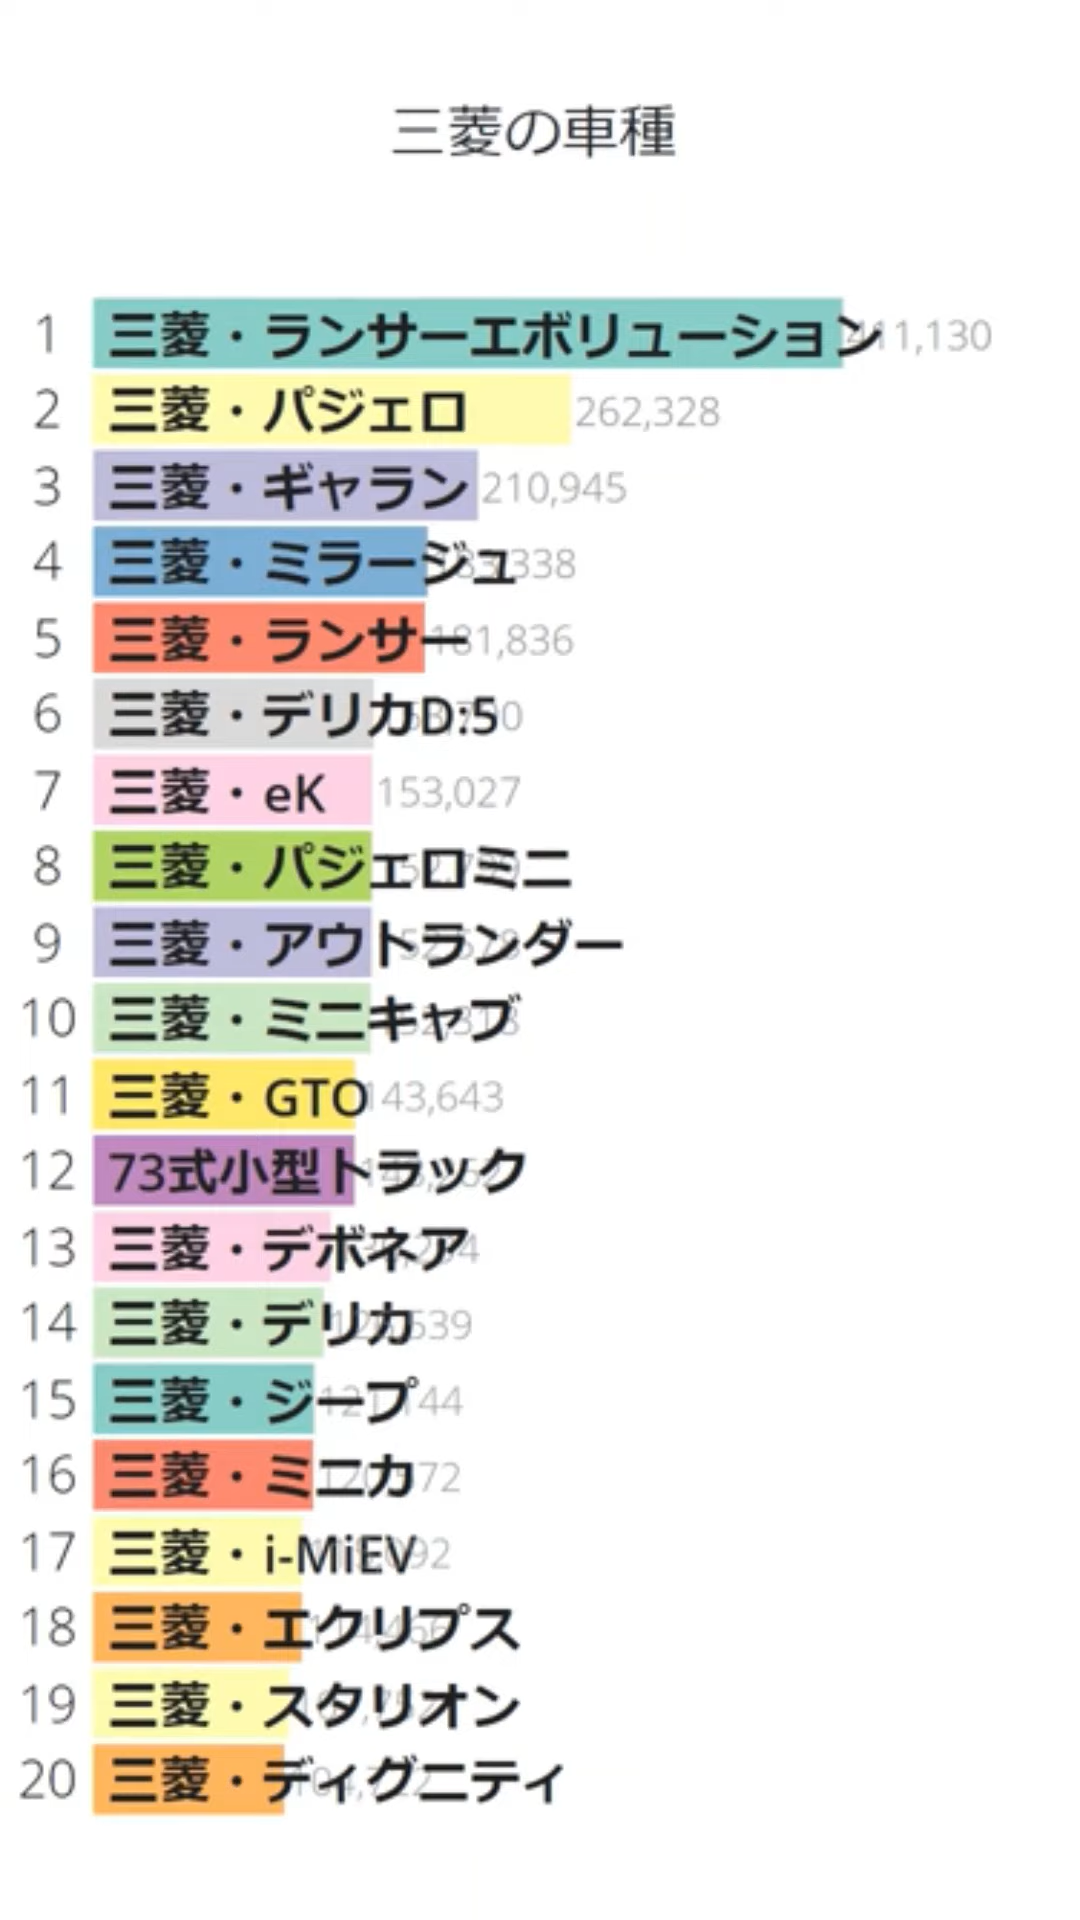 三菱の車種
1 三菱・ランサーエボリューション 411,130
2 三菱・パジェロ 262,328
3 三菱・ギャラン 210,945
4 三菱・ミラージュ
5 三菱・ランサー 181,836
6 三菱・デリカD:5
7 三菱・eK 153,027
8 三菱・パジェロミニ
9 三菱・アウトランダー
10 三菱・ミニキャブ
11 三菱・GTO 143,643
12 73式小型トラック
13 三菱・デボネア
14 三菱・デリカ
15 三菱・ジープ
16 三菱・ミニカ
17 三菱・i-MiEV
18 三菱・エクリプス
19 三菱・スタリオン
20 三菱・ディグニティ